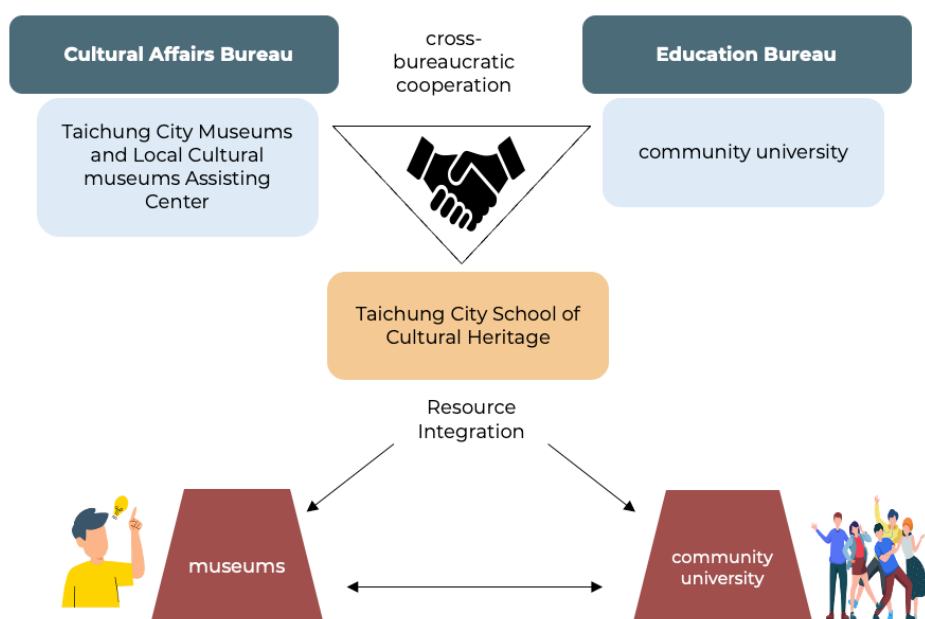 Cultural Affairs Bureau
cross-
bureaucratic
cooperation
Education Bureau
Taichung City Museums
and Local Cultural
museums Assisting
Center
community university
Taichung City School of
Cultural Heritage
Resource
Integration
museums
community
university